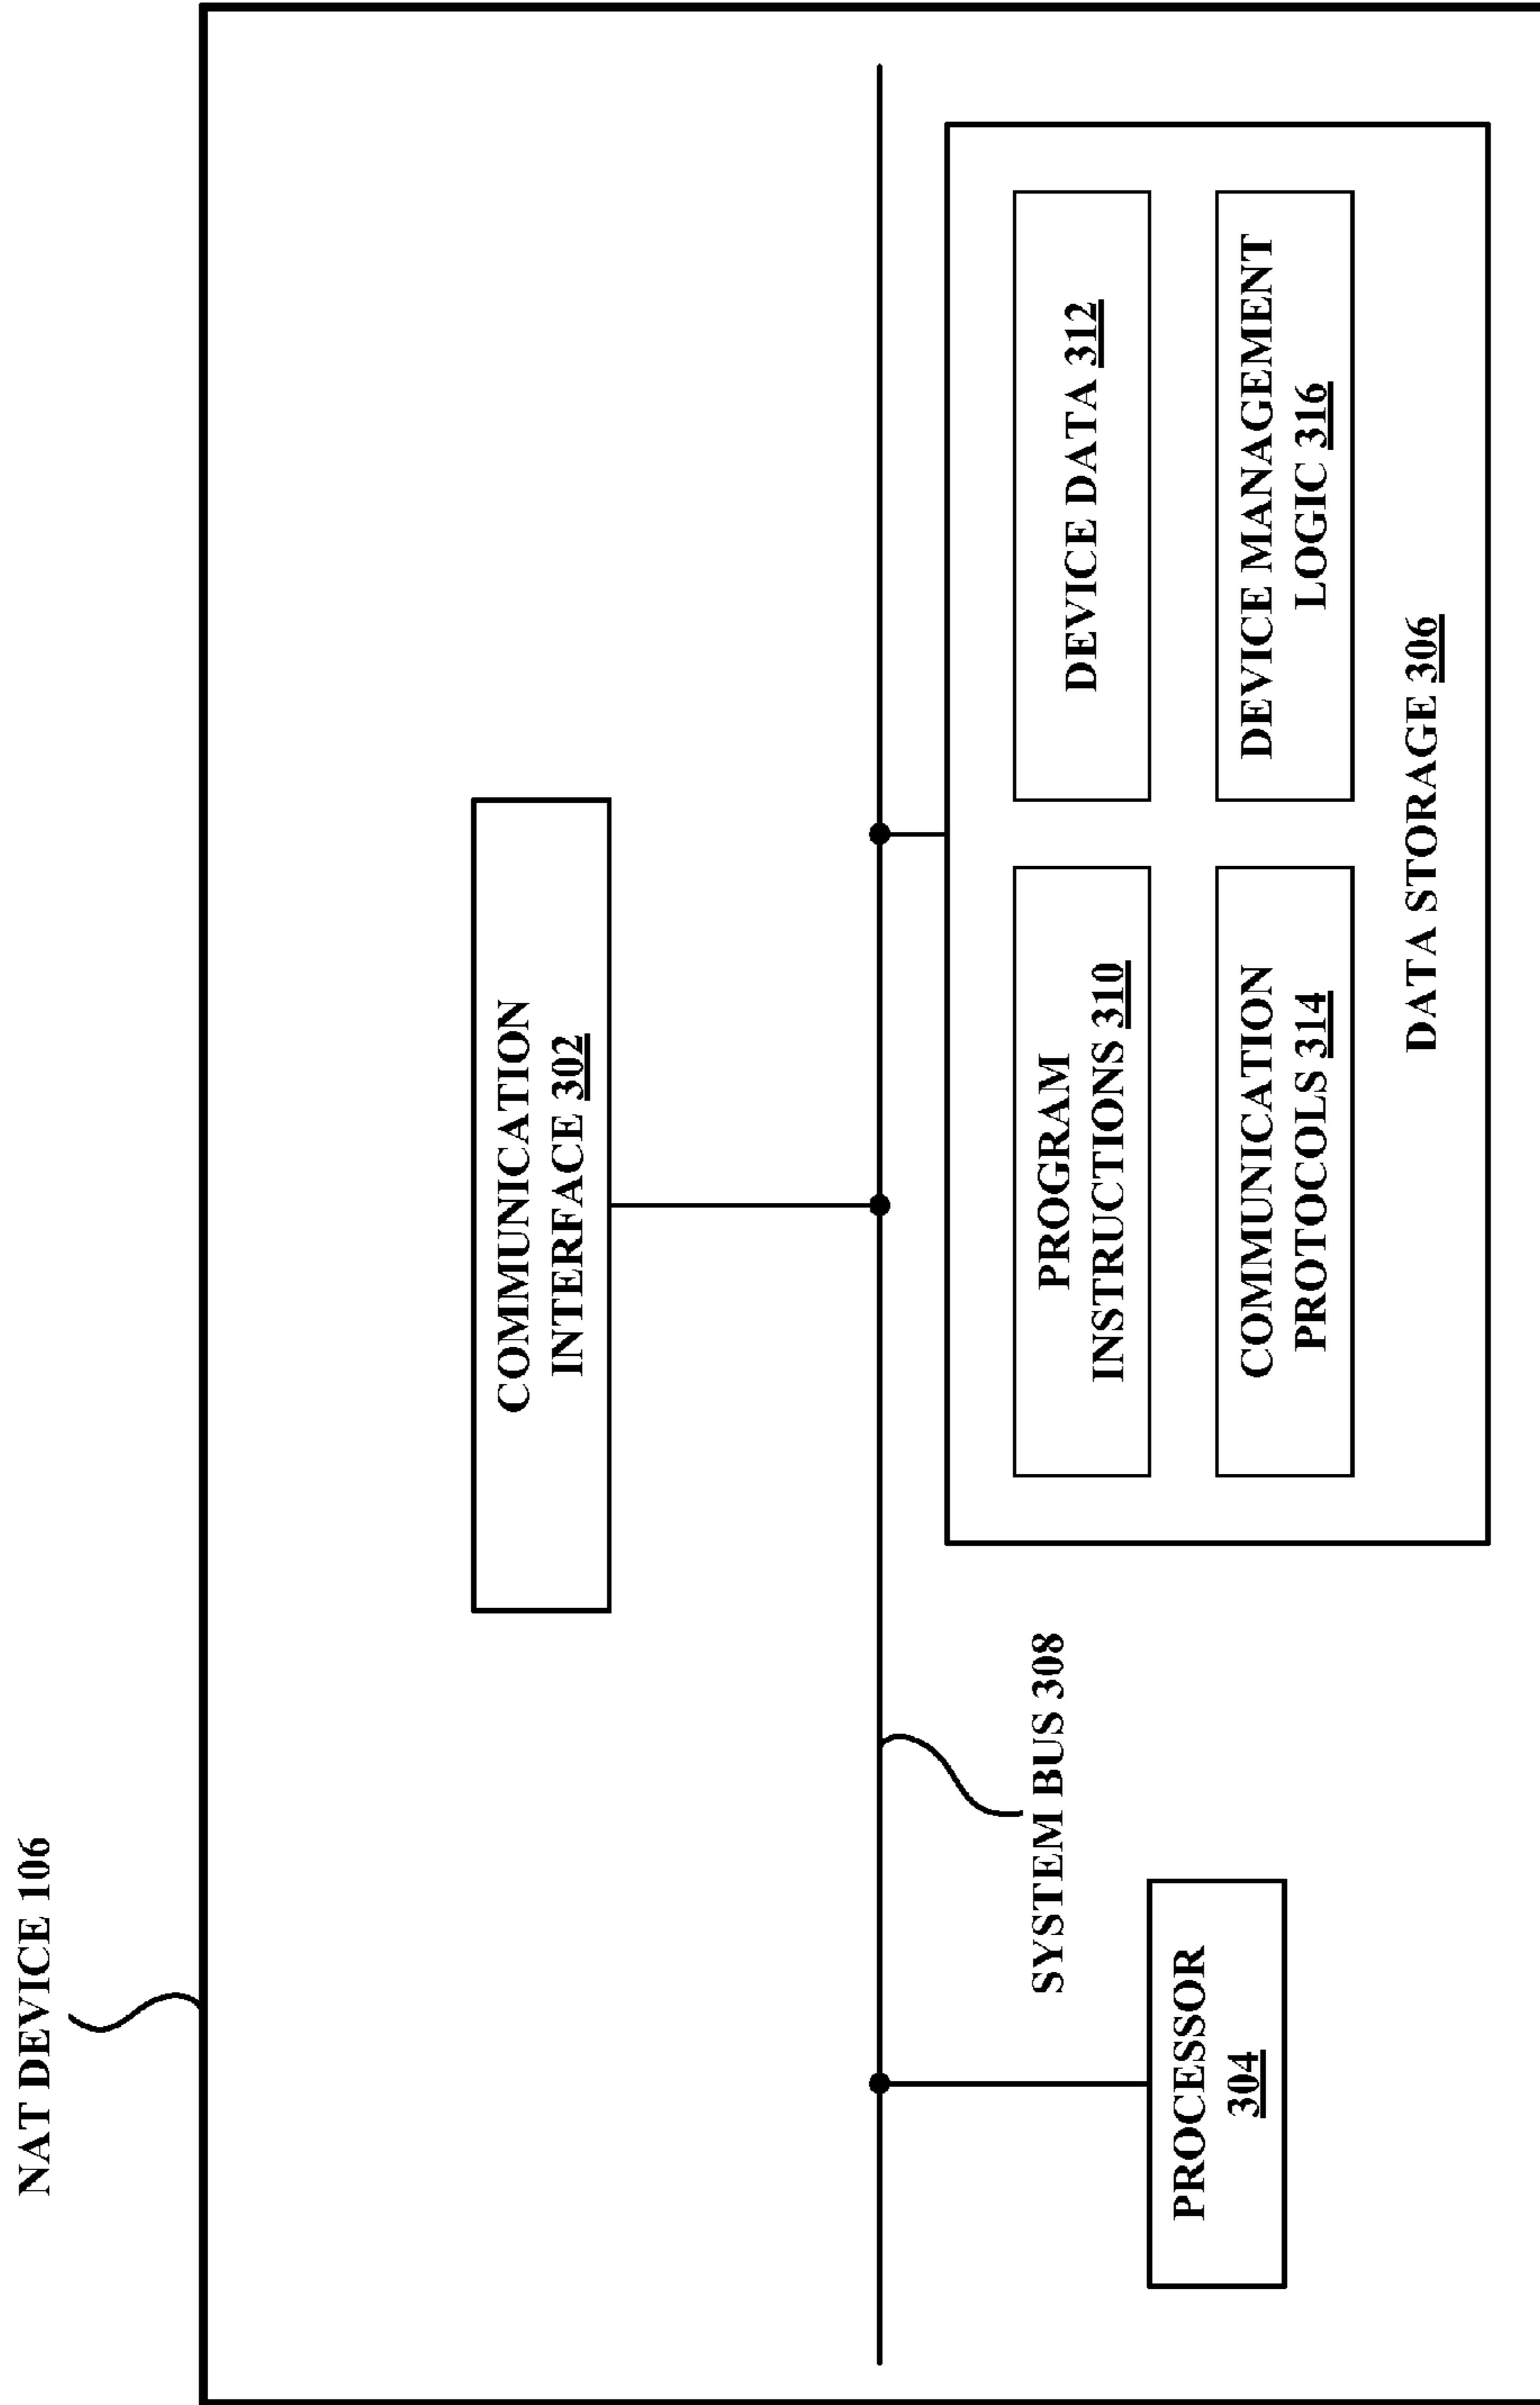 NAT DEVICE 106
COMMUNICATION
INTERFACE 302
SYSTEM BUS 308
PROCESSOR
304
PROGRAM
INSTRUCTIONS 310
DEVICE DATA 312
COMMUNICATION
PROTOCOLS 314
DEVICE MANAGEMENT
LOGIC 316
DATA STORAGE 306